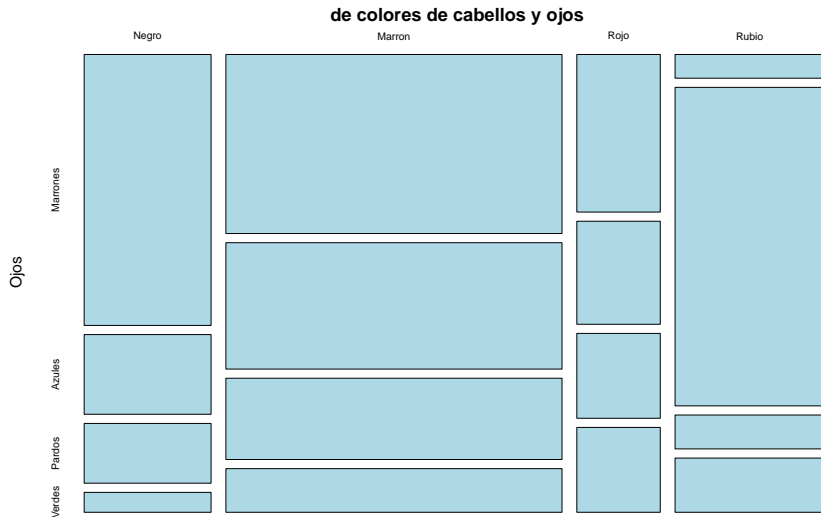 de colores de cabellos y ojos
Negro Marron Rojo Rubio
Marrones
Ojos
Azules
Pardos
Verdes